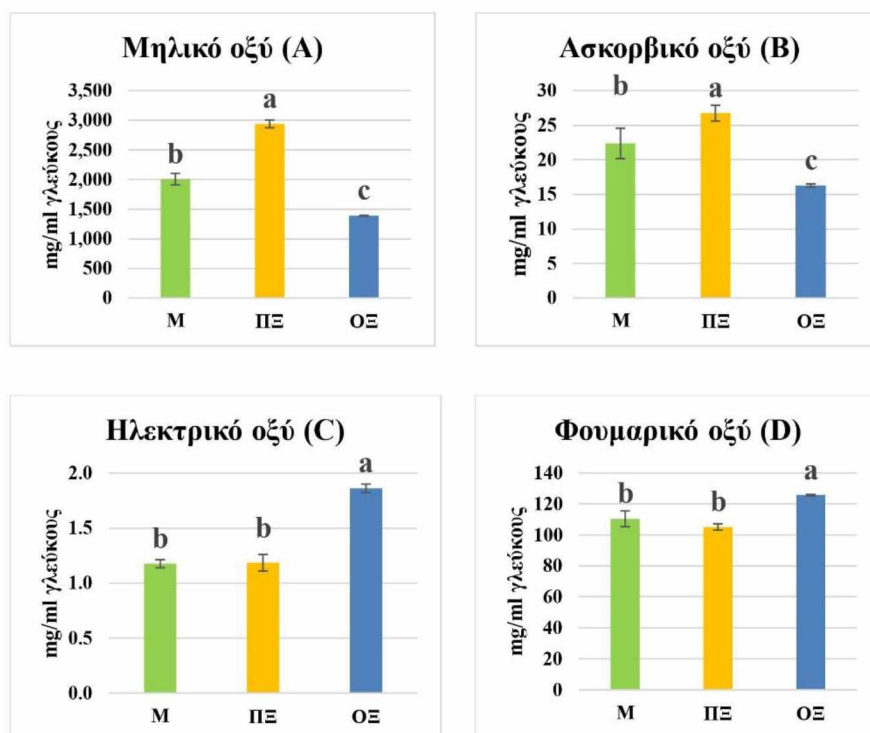 Μηλικό οξύ (A)
mg/ml γλεύκους
3,500
3,000
2,500
2,000
1,500
1,000
500
0
b
a
c
Μ
ΠΞ
ΟΞ
Ασκορβικό οξύ (B)
mg/ml γλεύκους
30
25
20
15
10
5
0
b
a
c
Μ
ΠΞ
ΟΞ
Ηλεκτρικό οξύ (C)
mg/ml γλεύκους
2.0
1.5
1.0
0.5
0.0
b
b
a
Μ
ΠΞ
ΟΞ
Φουμαρικό οξύ (D)
mg/ml γλεύκους
140
120
100
80
60
40
20
0
b
b
a
Μ
ΠΞ
ΟΞ